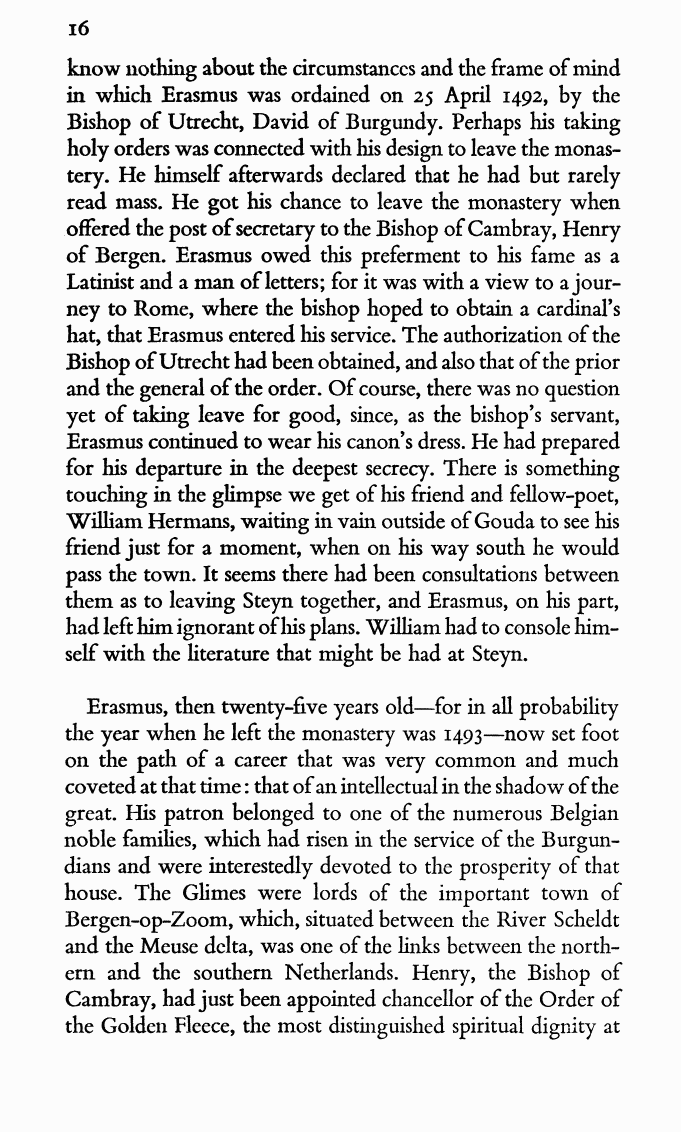 16
know nothing about the circumstances and the frame of mind
in which Erasmus was ordained on 25 April 1492, by the
Bishop of Utrecht, David of Burgundy. Perhaps his taking
holy orders was connected with his design to leave the monas-
tery. He himself afterwards declared that he had but rarely
read mass. He got his chance to leave the monastery when
offered the post of secretary to the Bishop of Cambray, Henry
of Bergen. Erasmus owed this preferment to his fame as a
Latinist and a man of letters; for it was with a view to a jour-
ney to Rome, where the bishop hoped to obtain a cardinal's
hat, that Erasmus entered his service. The authorization of the
Bishop of Utrecht had been obtained, and also that of the prior
and the general of the order. Of course, there was no question
yet of taking leave for good, since, as the bishop's servant,
Erasmus continued to wear his canon's dress. He had prepared
for his departure in the deepest secrecy. There is something
touching in the glimpse we get of his friend and fellow-poet,
William Hermans, waiting in vain outside of Gouda to see his
friend just for a moment, when on his way south he would
pass the town. It seems there had been consultations between
them as to leaving Steyn together, and Erasmus, on his part,
had left him ignorant of his plans. William had to console him-
self with the literature that might be had at Steyn.
Erasmus, then twenty-five years old—for in all probability
the year when he left the monastery was 1493—now set foot
on the path of a career that was very common and much
coveted at that time: that of an intellectual in the shadow of the
great. His patron belonged to one of the numerous Belgian
noble families, which had risen in the service of the Burgun-
dians and were interestedly devoted to the prosperity of that
house. The Glimes were lords of the important town of
Bergen-op-Zoom, which, situated between the River Scheldt
and the Meuse delta, was one of the links between the north-
ern and the southern Netherlands. Henry, the Bishop of
Cambray, had just been appointed chancellor of the Order of
the Golden Fleece, the most distinguished spiritual dignity at